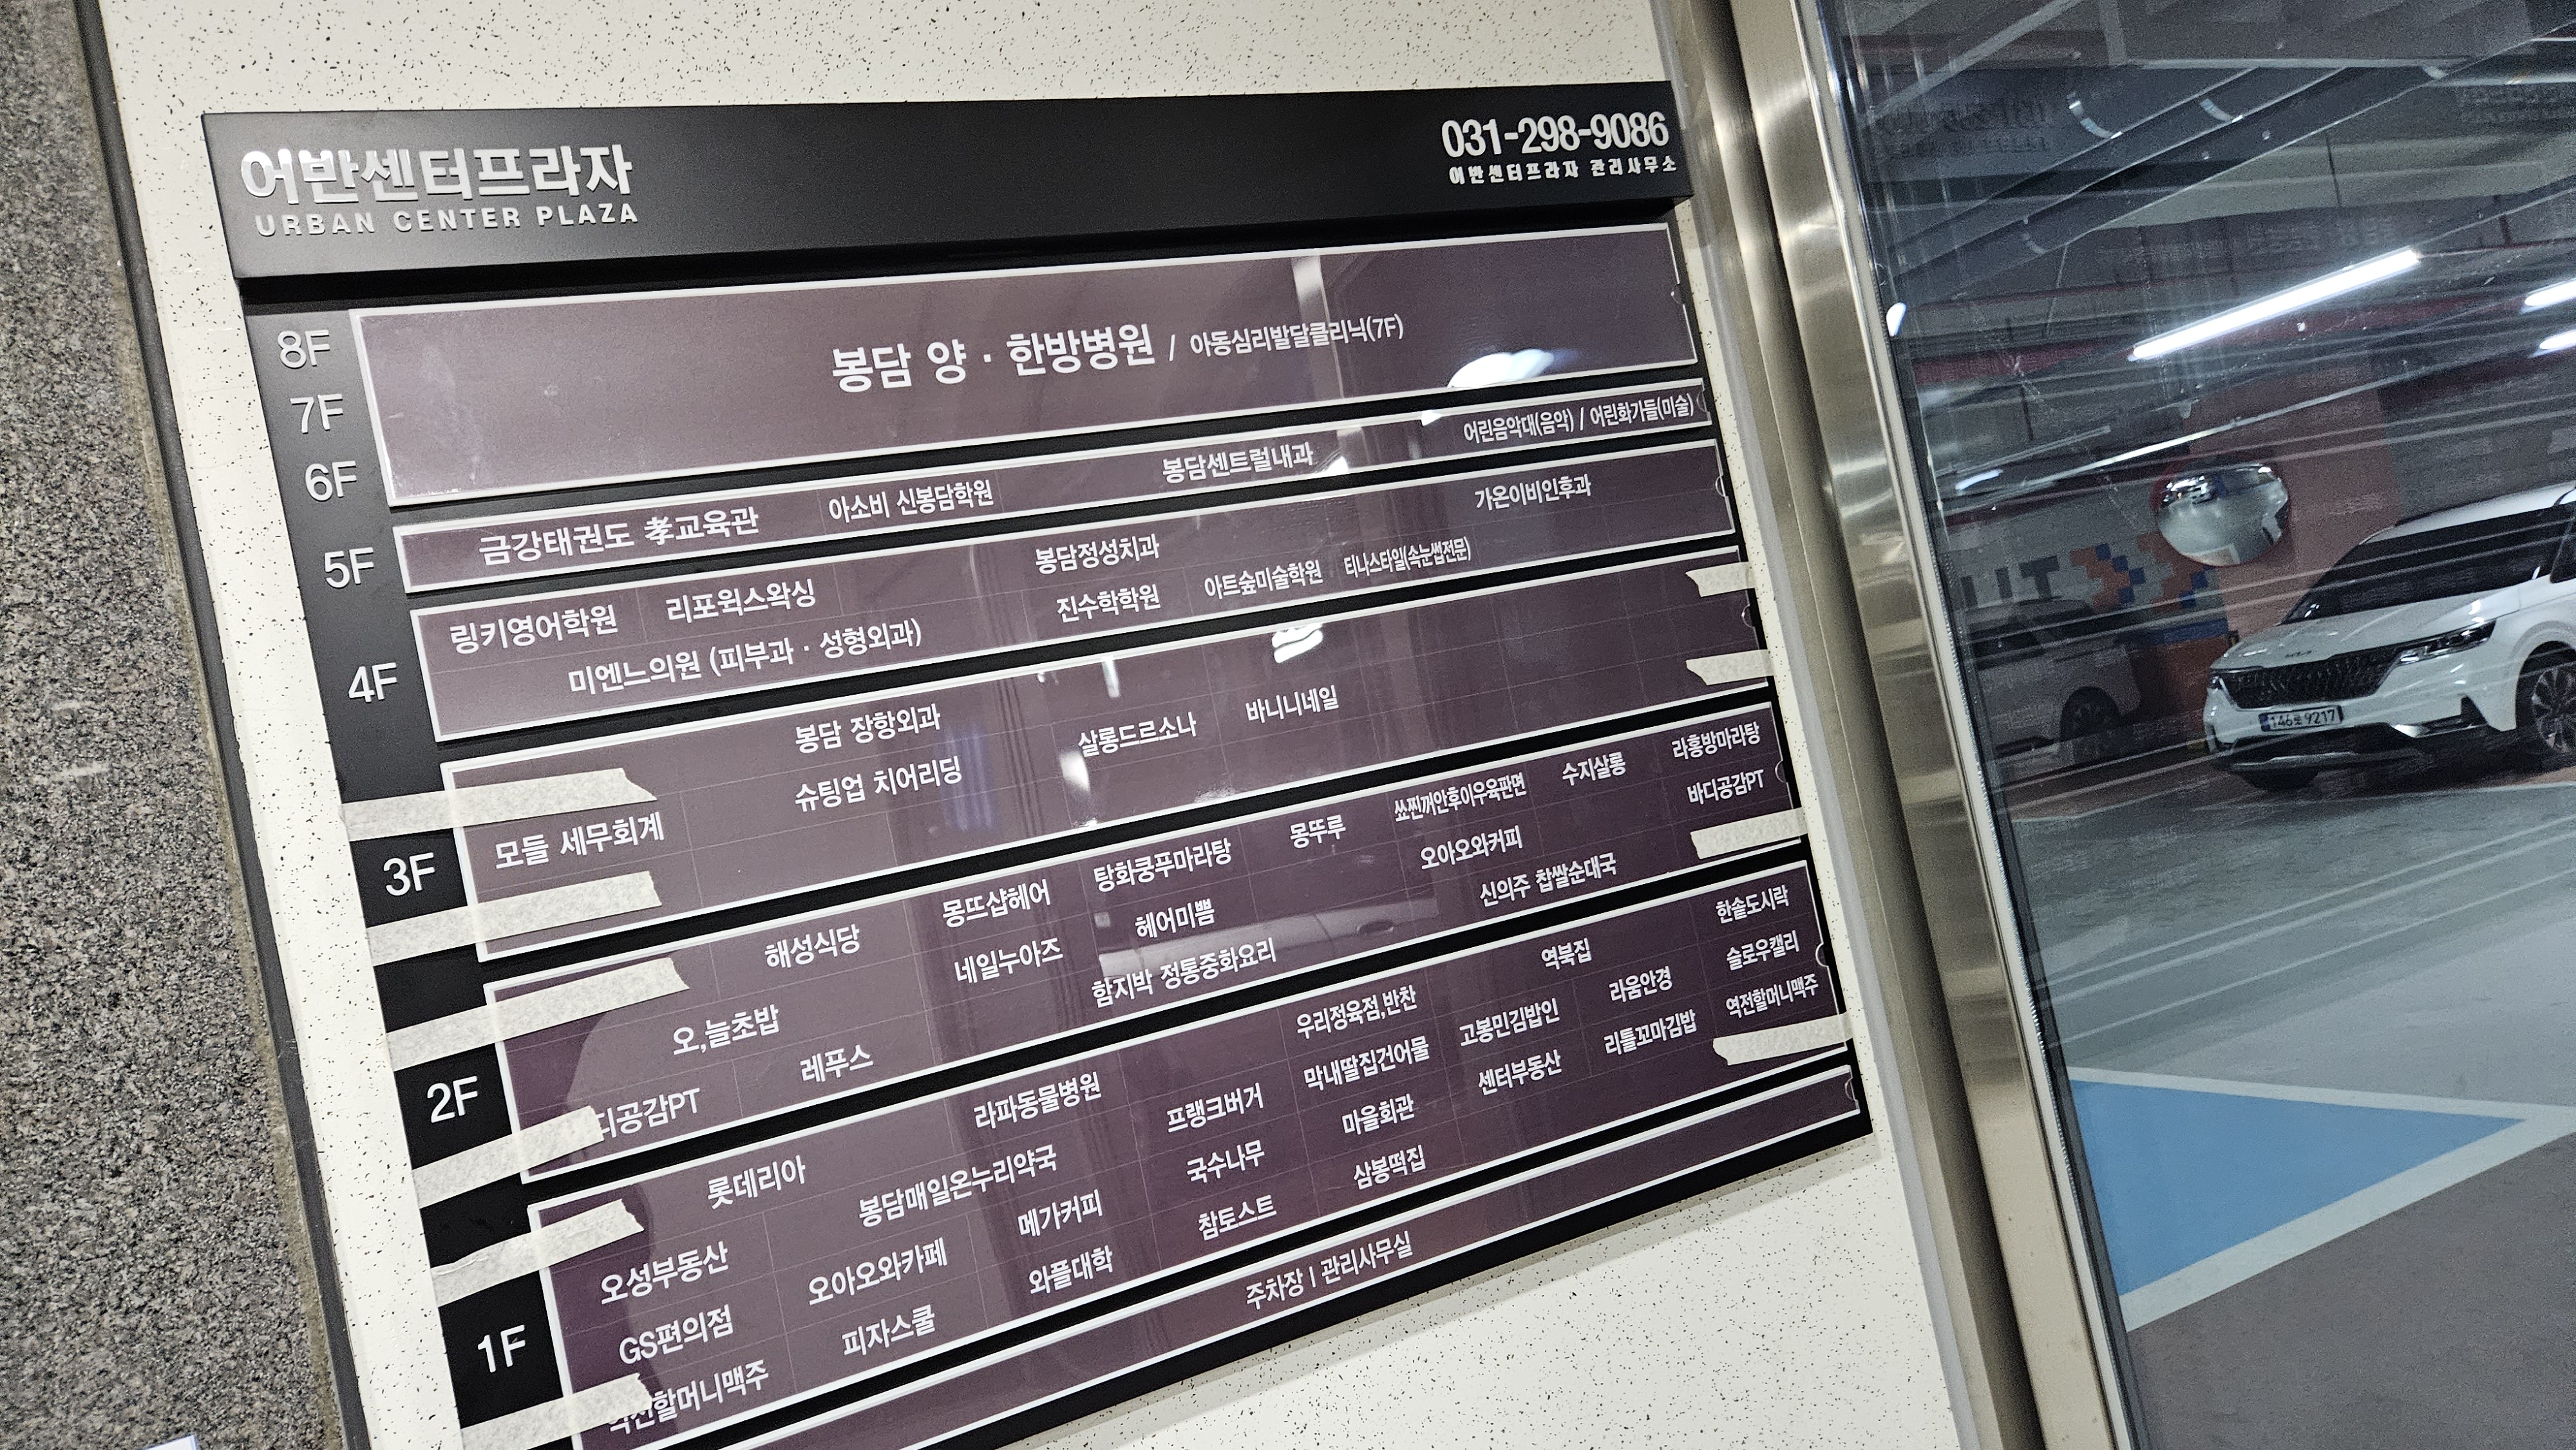 어반센터프라자
URBAN CENTER PLAZA
031-298-9086
어반센터프라자 관리사무소
8F
7F
6F
봉담 양 · 한방병원 / 아동심리발달클리닉(7F)
5F
금강태권도 孝교육관 아소비 신봉담학원 봉담센트럴내과 어린음악대(음악) / 어린화가들(미술)
4F
링키영어학원 리포웍스왁싱 봉담정성치과 가온이비인후과
미엔느의원 (피부과 · 성형외과) 진수학학원 아트숲미술학원 티나스타일(속눈썹전문)
3F
봉담 장항외과
모들 세무회계 슈팅업 치어리딩 살롱드르소나 바니니네일
2F
해성식당 몽뜨샵헤어 탕화쿵푸마라탕 몽뚜루 쑈찐꺼안후이우육판면 수지살롱 라홍방마라탕
오,늘초밥 네일누아즈 헤어미쁨 오아오와커피 바디공감PT
디공감PT 레푸스 함지박 정통중화요리 신의주 찹쌀순대국
1F
롯데리아 라파동물병원 우리정육점,반찬 역북집 한솥도시락
오성부동산 봉담매일온누리약국 프랭크버거 막내딸집건어물 고봉민김밥인 라움안경 슬로우캘리
GS편의점 오아오와카페 메가커피 국수나무 마을회관 센터부동산 리틀꼬마김밥 역전할머니맥주
역전할머니맥주 피자스쿨 와플대학 참토스트 삼봉떡집
주차장 | 관리사무실
146 9217